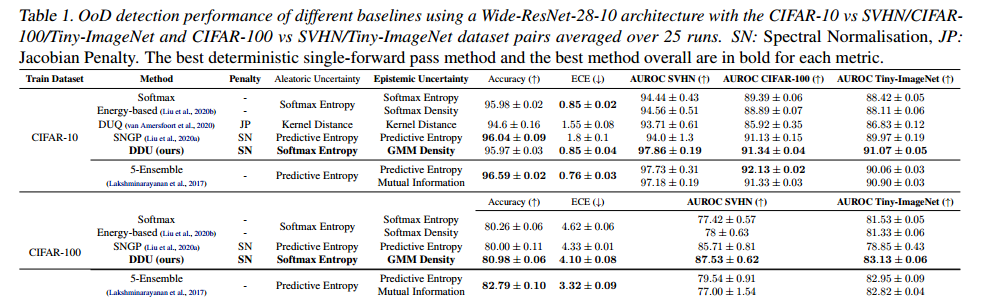 Table 1. OoD detection performance of different baselines using a Wide-ResNet-28-10 architecture with the CIFAR-10 vs SVHN/CIFAR-
100/Tiny-ImageNet and CIFAR-100 vs SVHN/Tiny-ImageNet dataset pairs averaged over 25 runs. SN: Spectral Normalisation, JP:
Jacobian Penalty. The best deterministic single-forward pass method and the best method overall are in bold for each metric.
Train Dataset Method Penalty Aleatoric Uncertainty Epistemic Uncertainty Accuracy (↑) ECE (↓) AUROC SVHN (↑) AUROC CIFAR-100 (↑) AUROC Tiny-ImageNet (↑)
CIFAR-10
Softmax - Softmax Entropy Softmax Entropy 95.98 ± 0.02 0.85 ± 0.02 94.44 ± 0.43 89.39 ± 0.06 88.42 ± 0.05
Energy-based (Liu et al., 2020b) - Softmax Density 94.56 ± 0.51 88.89 ± 0.07 88.11 ± 0.06
DUQ (van Amersfoort et al., 2020) JP Kernel Distance Kernel Distance 94.6 ± 0.16 1.55 ± 0.08 93.71 ± 0.61 85.92 ± 0.35 86.83 ± 0.12
SNGP (Liu et al., 2020a) SN Predictive Entropy Predictive Entropy 96.04 ± 0.09 1.8 ± 0.1 94.0 ± 1.3 91.13 ± 0.15 89.97 ± 0.19
DDU (ours) SN Softmax Entropy GMM Density 95.97 ± 0.03 0.85 ± 0.04 97.86 ± 0.19 91.34 ± 0.04 91.07 ± 0.05
5-Ensemble - Predictive Entropy Predictive Entropy 96.59 ± 0.02 0.76 ± 0.03 97.73 ± 0.31 92.13 ± 0.02 90.06 ± 0.03
(Lakshminarayanan et al., 2017) Mutual Information 97.18 ± 0.19 91.33 ± 0.03 90.90 ± 0.03
Accuracy (↑) ECE (↓) AUROC SVHN (↑) AUROC Tiny-ImageNet (↑)
CIFAR-100
Softmax - Softmax Entropy Softmax Entropy 80.26 ± 0.06 4.62 ± 0.06 77.42 ± 0.57 81.53 ± 0.05
Energy-based (Liu et al., 2020b) - Softmax Density 78 ± 0.63 81.33 ± 0.06
SNGP (Liu et al., 2020a) SN Predictive Entropy Predictive Entropy 80.00 ± 0.11 4.33 ± 0.01 85.71 ± 0.81 78.85 ± 0.43
DDU (ours) SN Softmax Entropy GMM Density 80.98 ± 0.06 4.10 ± 0.08 87.53 ± 0.62 83.13 ± 0.06
5-Ensemble - Predictive Entropy Predictive Entropy 82.79 ± 0.10 3.32 ± 0.09 79.54 ± 0.91 82.95 ± 0.09
(Lakshminarayanan et al., 2017) Mutual Information 77.00 ± 1.54 82.82 ± 0.04